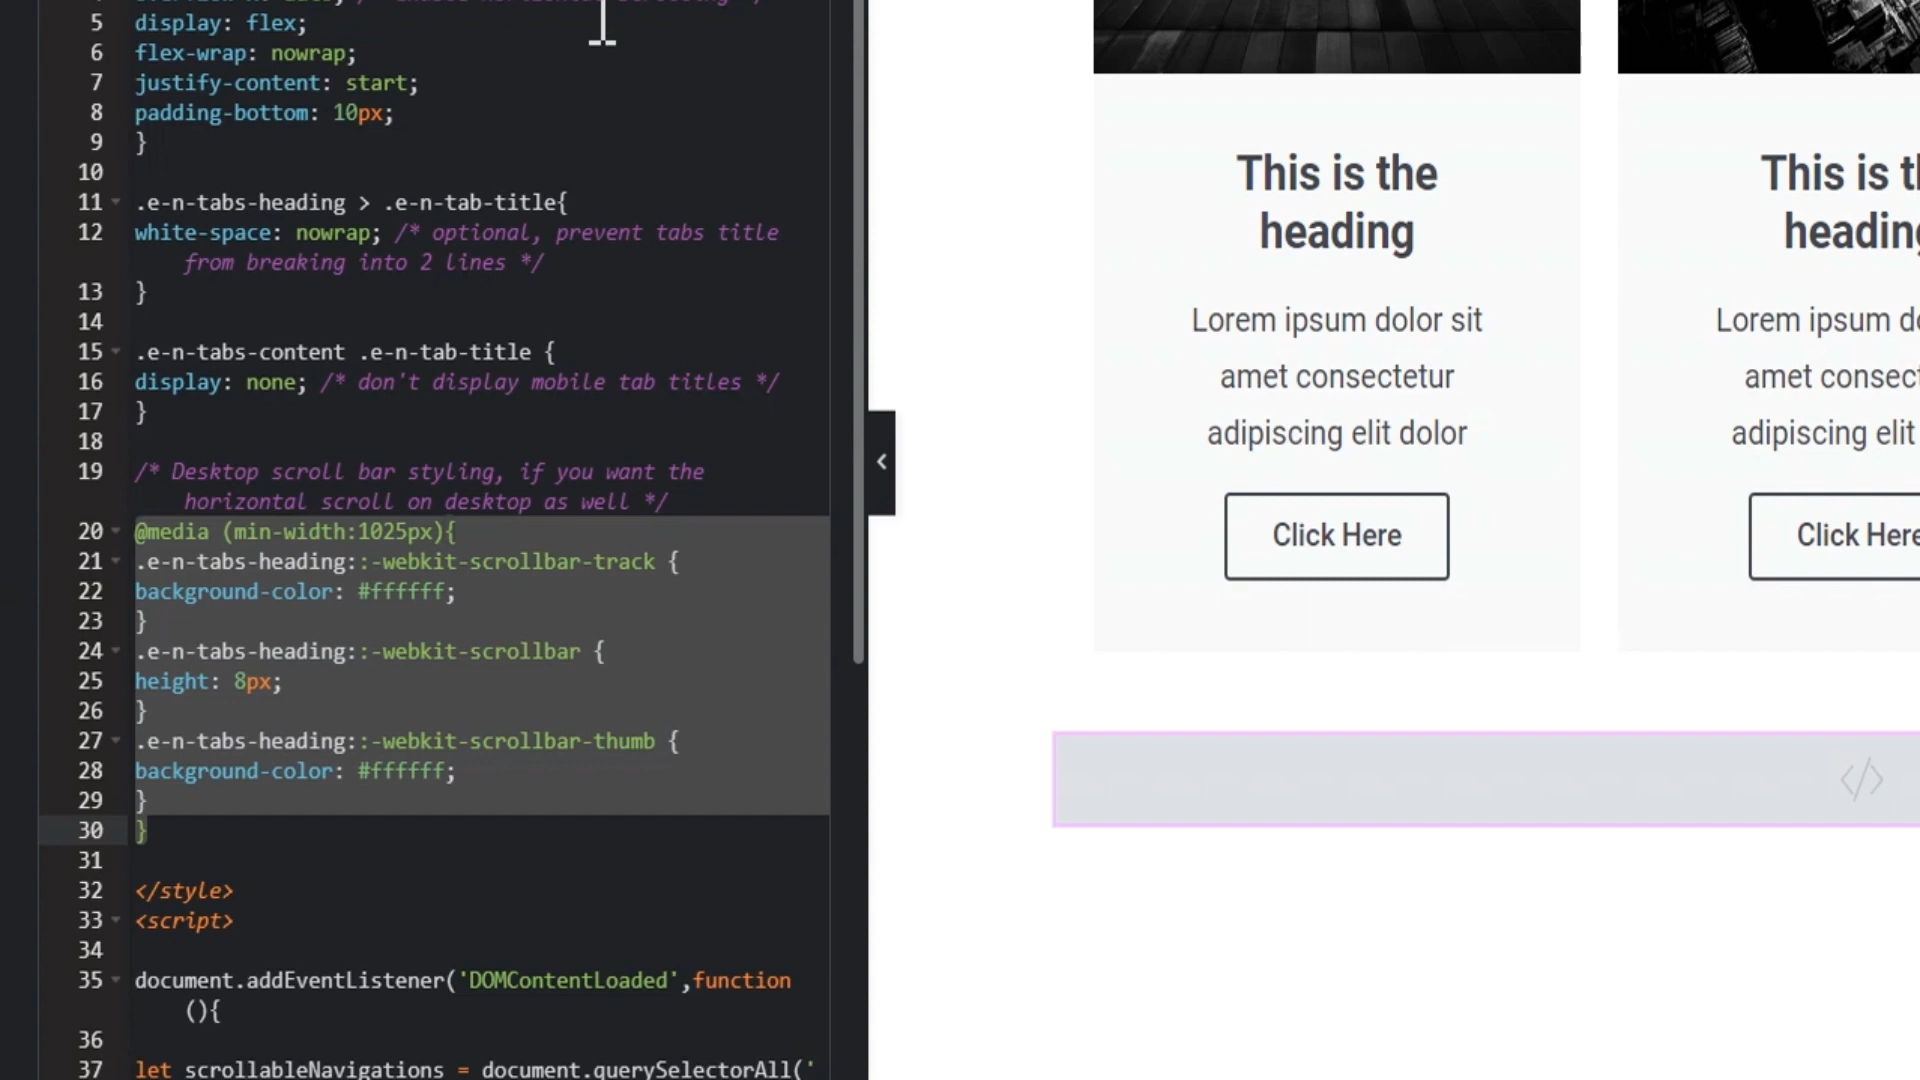 5 display: flex;
6 flex-wrap: nowrap;
7 justify-content: start;
8 padding-bottom: 10px;
9 }
10
11 .e-n-tabs-heading > .e-n-tab-title{
12 white-space: nowrap; /* optional, prevent tabs title
from breaking into 2 lines */
13 }
14
15 .e-n-tabs-content .e-n-tab-title {
16 display: none; /* don't display mobile tab titles */
17 }
18
19 /* Desktop scroll bar styling, if you want the
horizontal scroll on desktop as well */
20 @media (min-width:1025px){
21 .e-n-tabs-heading::-webkit-scrollbar-track {
22 background-color: #ffffff;
23 }
24 .e-n-tabs-heading::-webkit-scrollbar {
25 height: 8px;
26 }
27 .e-n-tabs-heading::-webkit-scrollbar-thumb {
28 background-color: #ffffff;
29 }
30 }
31
32 </style>
33 <script>
34
35 document.addEventListener('DOMContentLoaded',function
(){
36
37 let scrollableNavigations = document.querySelectorAll('
This is the
heading
Lorem ipsum dolor sit
amet consectetur
adipiscing elit dolor
Click Here
This is
Lorem ipsum
amet
adipiscing elit
Click Here